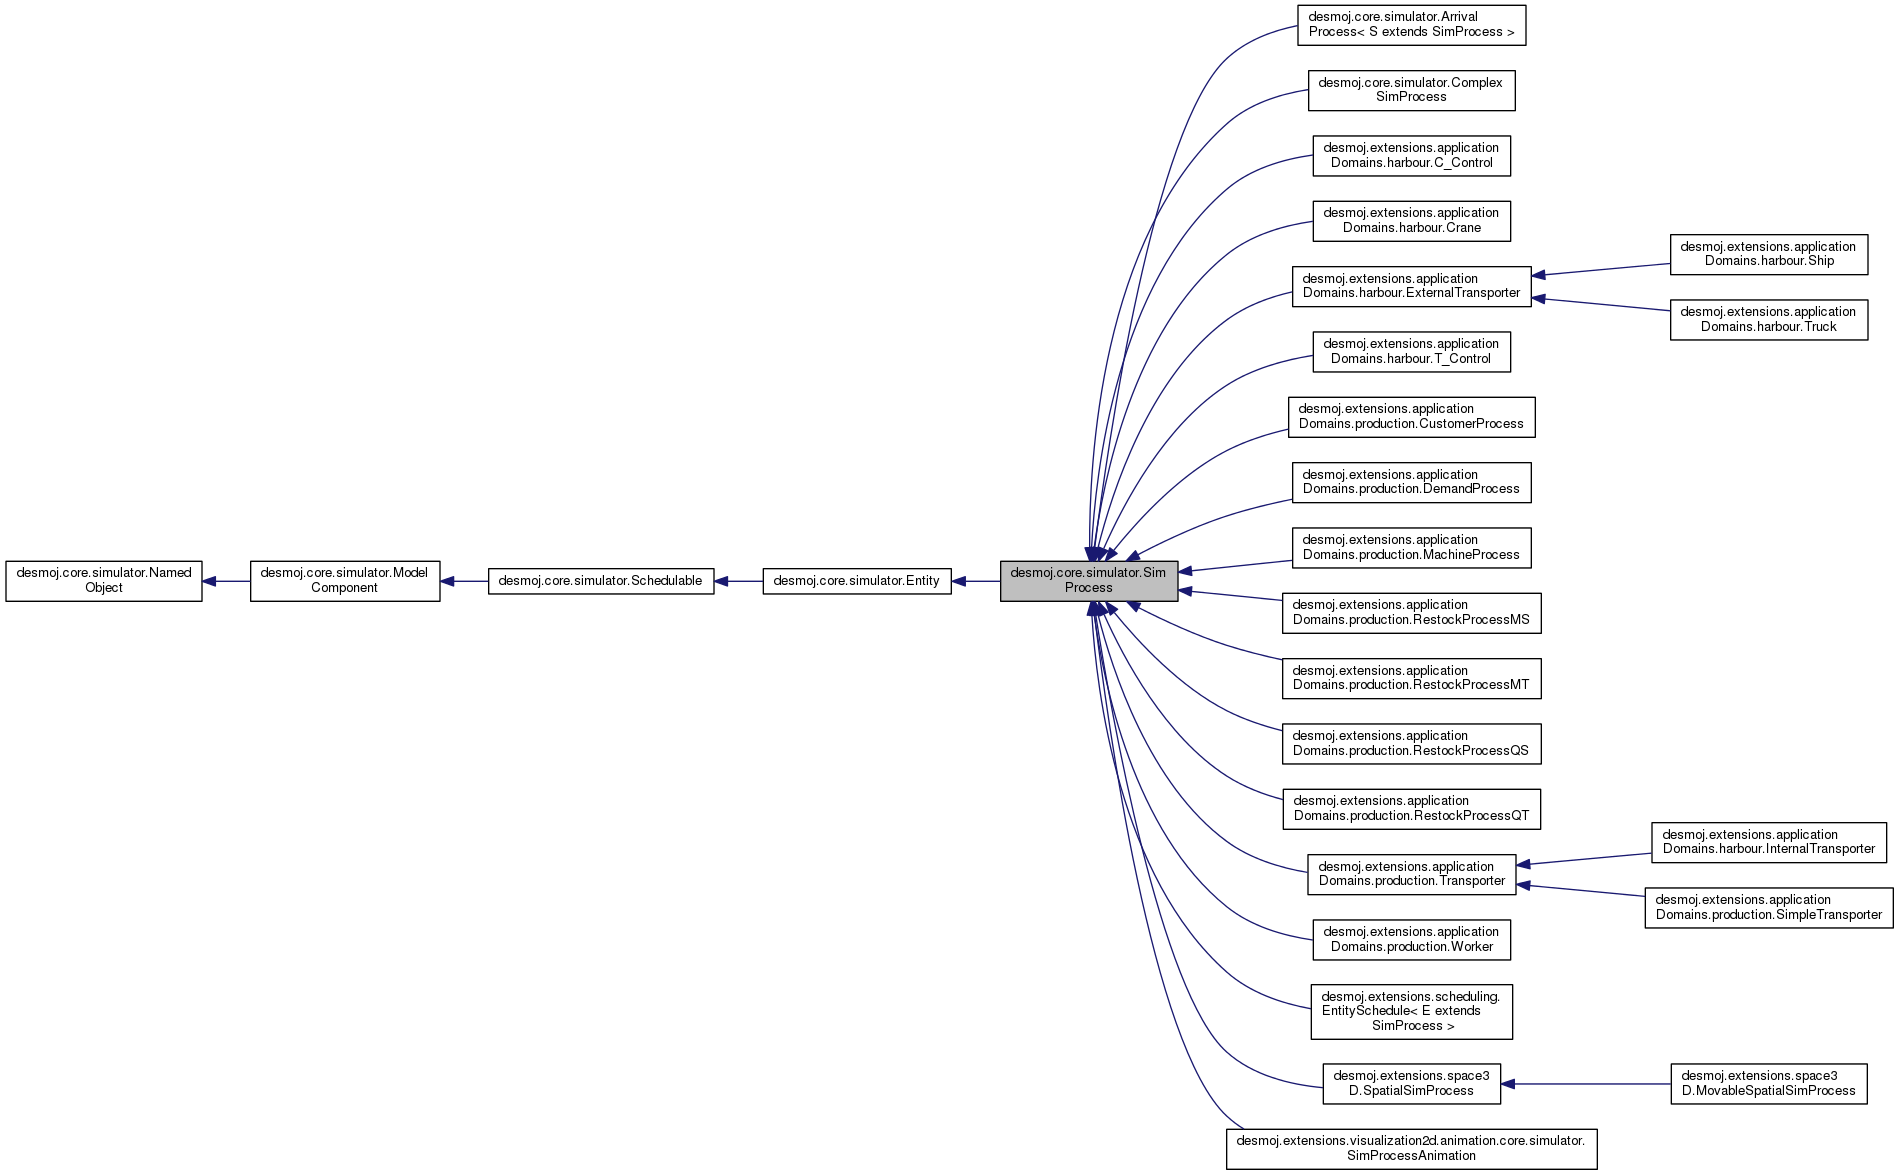 desmoj.core.simulator.Named
Object
desmoj.core.simulator.Model
Component
desmoj.core.simulator.Schedulable
desmoj.core.simulator.Entity
desmoj.core.simulator.Sim
Process
desmoj.core.simulator.Arrival
Process< S extends SimProcess >
desmoj.core.simulator.Complex
SimProcess
desmoj.extensions.application
Domains.harbour.C_Control
desmoj.extensions.application
Domains.harbour.Crane
desmoj.extensions.application
Domains.harbour.ExternalTransporter
desmoj.extensions.application
Domains.harbour.Ship
desmoj.extensions.application
Domains.harbour.Truck
desmoj.extensions.application
Domains.harbour.T_Control
desmoj.extensions.application
Domains.production.CustomerProcess
desmoj.extensions.application
Domains.production.DemandProcess
desmoj.extensions.application
Domains.production.MachineProcess
desmoj.extensions.application
Domains.production.RestockProcessMS
desmoj.extensions.application
Domains.production.RestockProcessMT
desmoj.extensions.application
Domains.production.RestockProcessQS
desmoj.extensions.application
Domains.production.RestockProcessQT
desmoj.extensions.application
Domains.production.Transporter
desmoj.extensions.application
Domains.harbour.InternalTransporter
desmoj.extensions.application
Domains.production.SimpleTransporter
desmoj.extensions.application
Domains.production.Worker
desmoj.extensions.scheduling.
EntitySchedule< E extends
SimProcess >
desmoj.extensions.space3
D.SpatialSimProcess
desmoj.extensions.space3
D.MovableSpatialSimProcess
desmoj.extensions.visualization2d.animation.core.simulator.
SimProcessAnimation